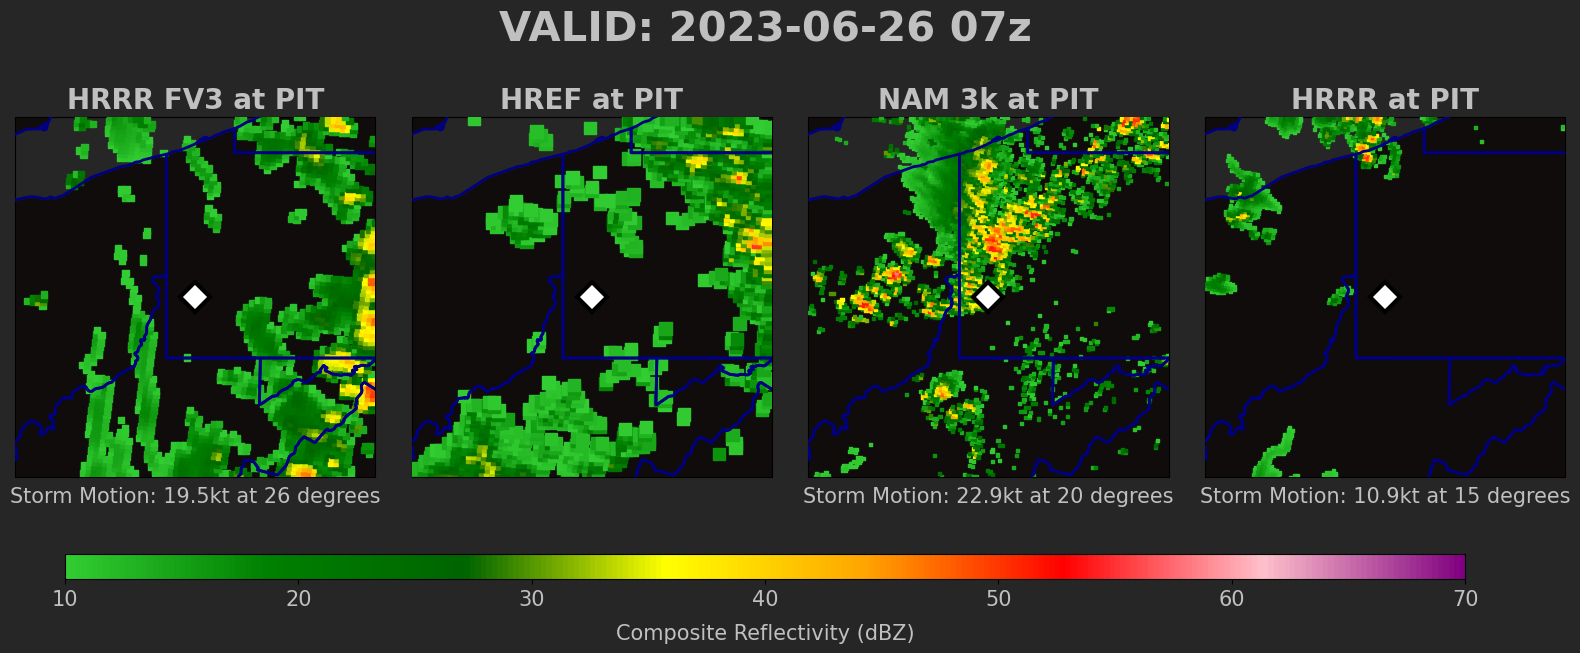 VALID: 2023-06-26 07z
HRRR FV3 at PIT
HREF at PIT
NAM 3k at PIT
HRRR at PIT
Storm Motion: 19.5kt at 26 degrees
Storm Motion: 22.9kt at 20 degrees
Storm Motion: 10.9kt at 15 degrees
10 20 30 40 50 60 70
Composite Reflectivity (dBZ)